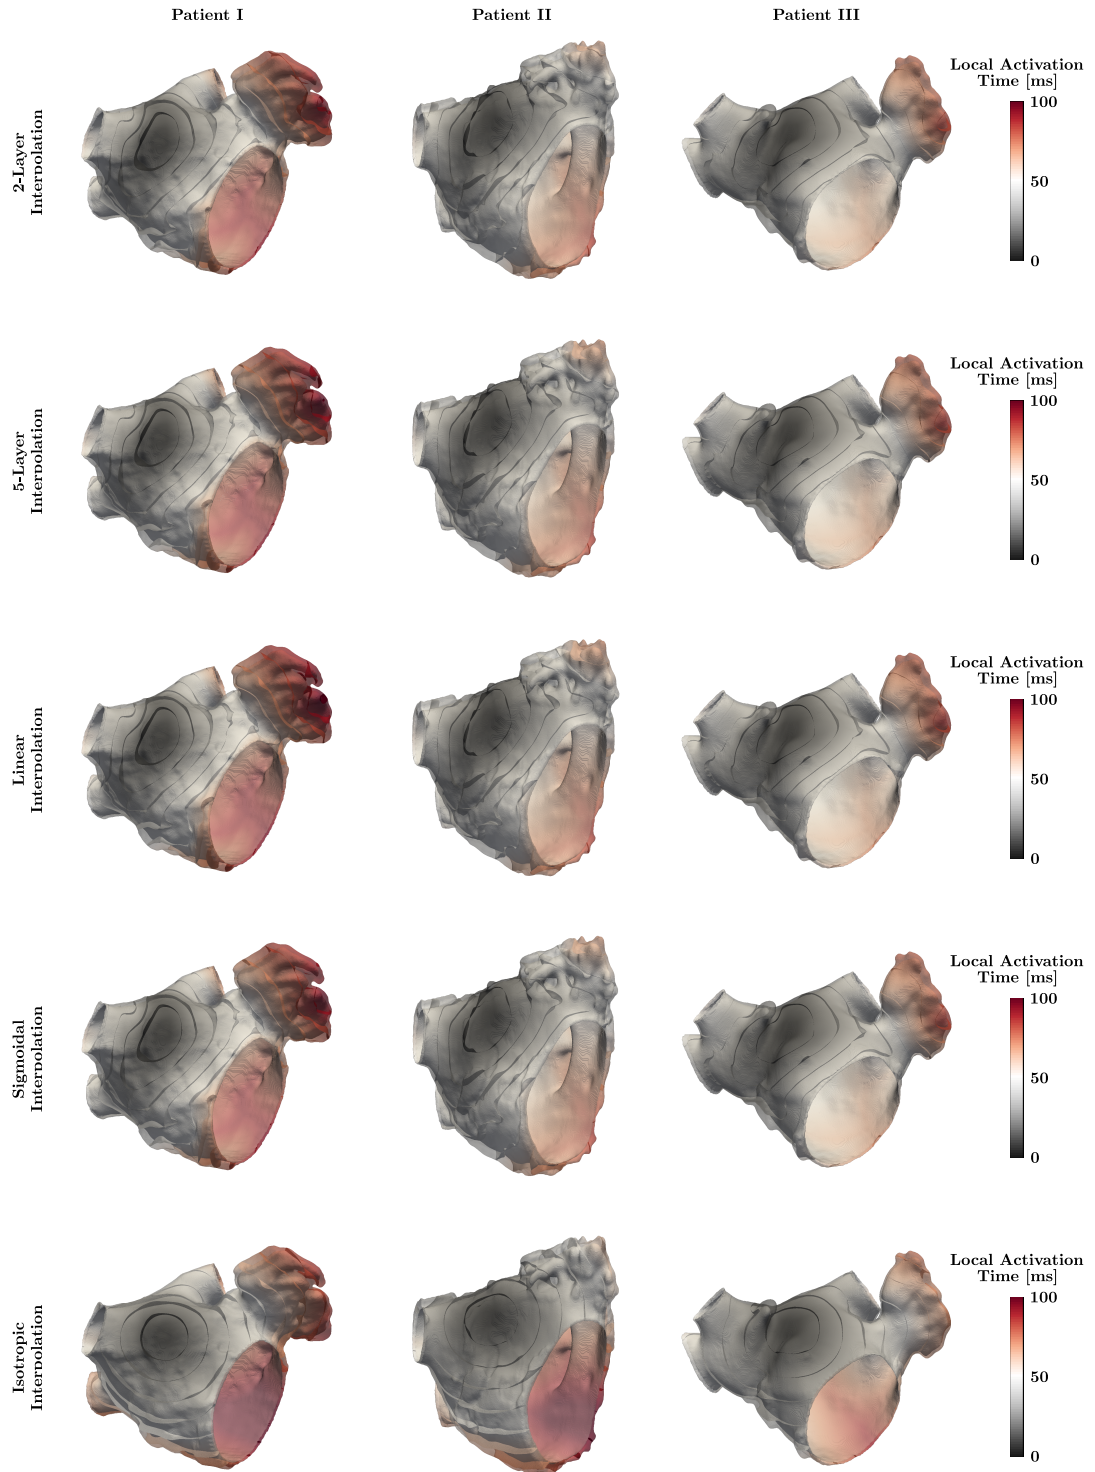 Patient I
Patient II
Patient III
2-Layer
Interpolation
Local Activation
Time [ms]
100
50
0
5-Layer
Interpolation
Local Activation
Time [ms]
100
50
0
Linear
Interpolation
Local Activation
Time [ms]
100
50
0
Sigmoidal
Interpolation
Local Activation
Time [ms]
100
50
0
Isotropic
Interpolation
Local Activation
Time [ms]
100
50
0